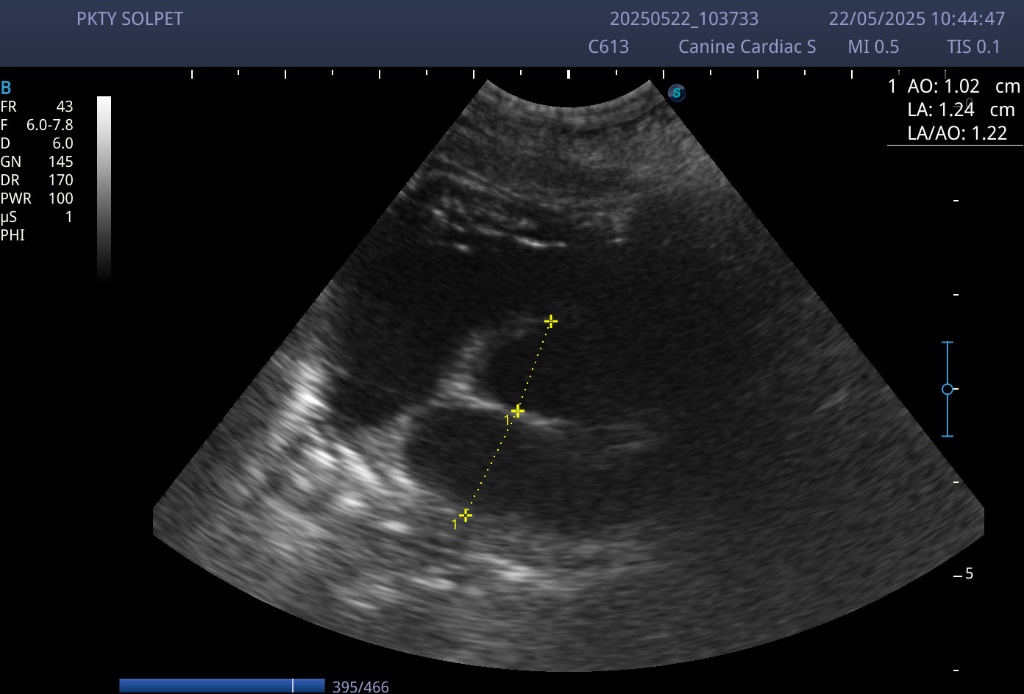 PKTY SOLPET
20250522_103733
22/05/2025 10:44:47
C613
Canine Cardiac S
MI 0.5
TIS 0.1
B
FR 43
F 6.0-7.8
D 6.0
GN 145
DR 170
PWR 100
µS 1
PHI
1 AO: 1.02 cm
LA: 1.24 cm
LA/AO: 1.22
S
1
1
5
395/466